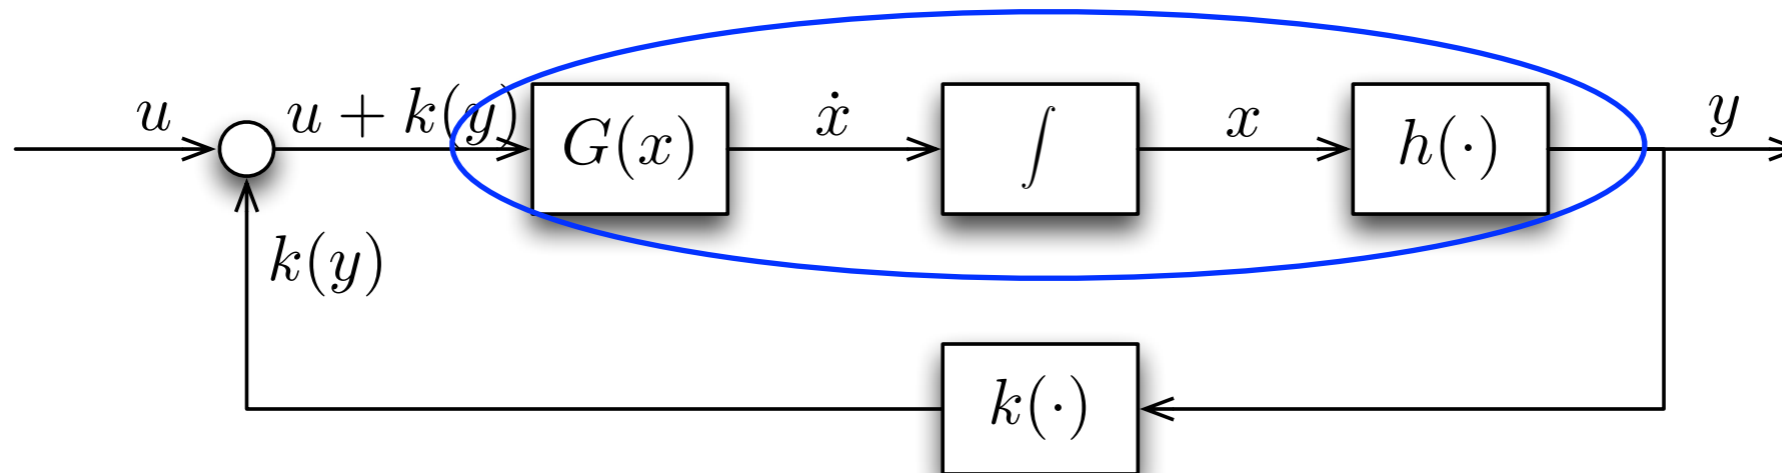 u
u + k(y)
G(x)
ẋ
∫
x
h(·)
y
k(y)
k(·)